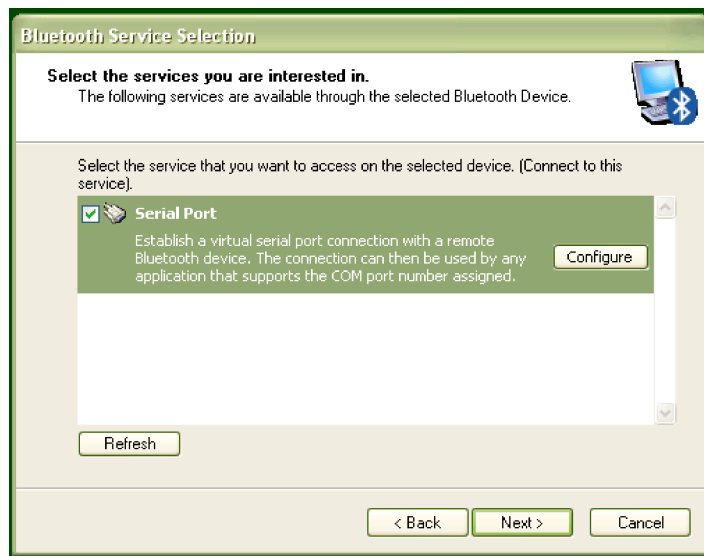 Bluetooth Service Selection
Select the services you are interested in.
The following services are available through the selected Bluetooth Device.
Select the service that you want to access on the selected device. (Connect to this
service).
Serial Port
Establish a virtual serial port connection with a remote
Bluetooth device. The connection can then be used by any
application that supports the COM port number assigned.
Configure
Refresh
< Back
Next >
Cancel